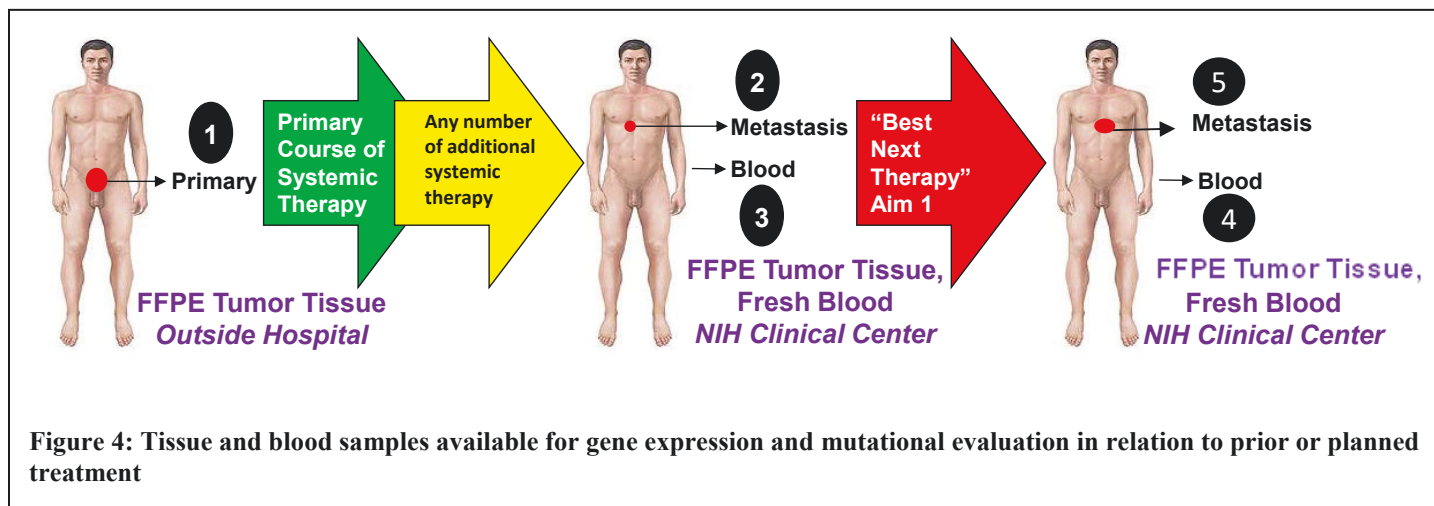 1
Primary
FFPE Tumor Tissue
Outside Hospital
Primary
Course of
Systemic
Therapy
Any number
of additional
systemic
therapy
2
Metastasis
Blood
3
FFPE Tumor Tissue,
Fresh Blood
NIH Clinical Center
“Best
Next
Therapy”
Aim 1
5
Metastasis
Blood
4
FFPE Tumor Tissue,
Fresh Blood
NIH Clinical Center
Figure 4: Tissue and blood samples available for gene expression and mutational evaluation in relation to prior or planned
treatment